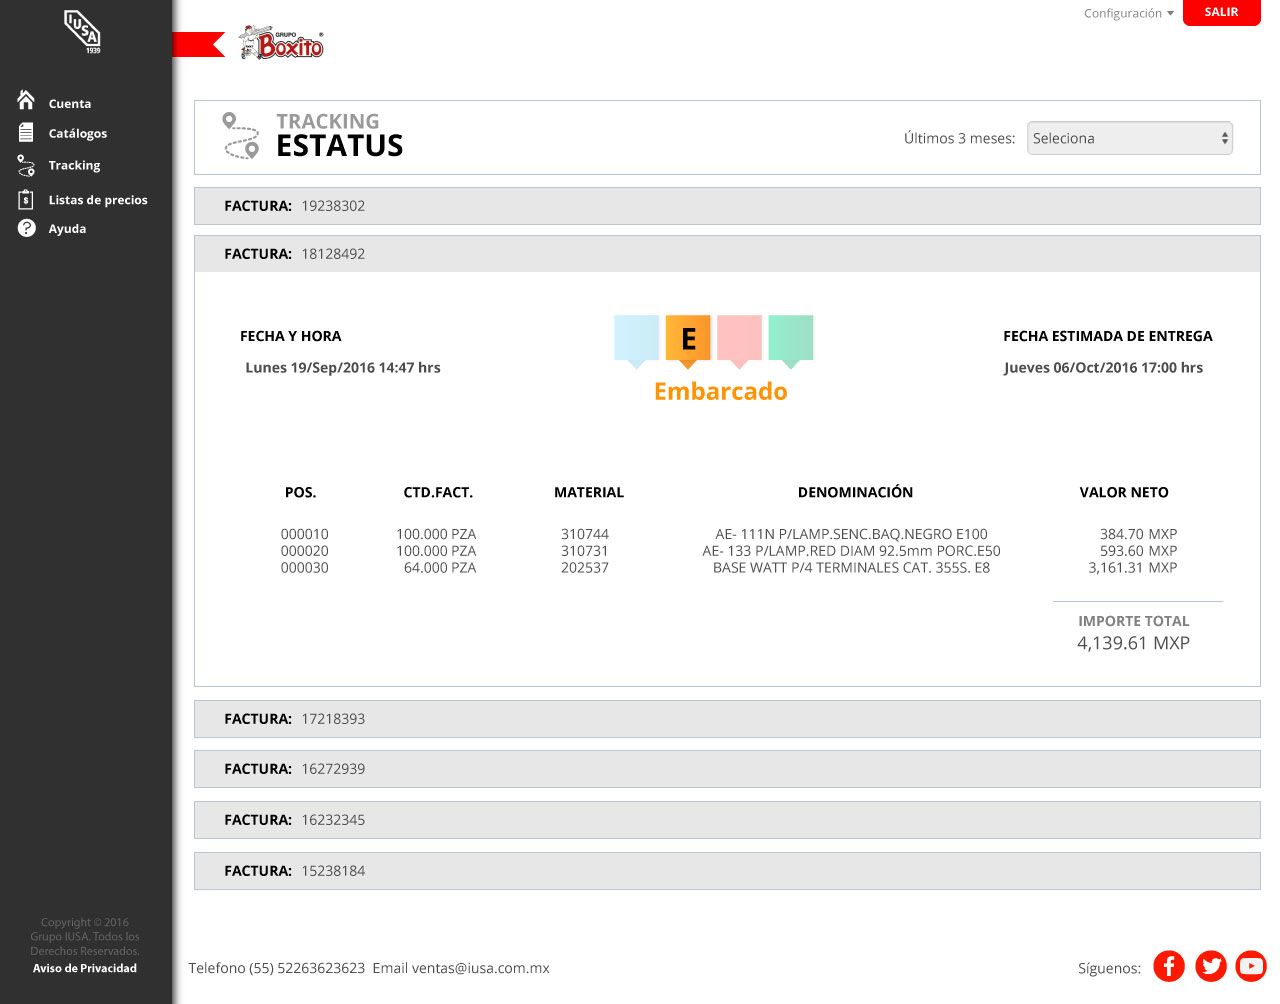 IUSA
1939
Cuenta
Catálogos
Tracking
Listas de precios
Ayuda
Copyright © 2016
Grupo IUSA. Todos los
Derechos Reservados.
Aviso de Privacidad
Configuración
SALIR
GRUPO
Boxito®
TRACKING
ESTATUS
Últimos 3 meses: Seleciona
FACTURA: 19238302
FACTURA: 18128492
FECHA Y HORA
Lunes 19/Sep/2016 14:47 hrs
E
Embarcado
FECHA ESTIMADA DE ENTREGA
Jueves 06/Oct/2016 17:00 hrs
POS. CTD.FACT. MATERIAL DENOMINACIÓN VALOR NETO
000010 100.000 PZA 310744 AE- 111N P/LAMP.SENC.BAQ.NEGRO E100 384.70 MXP
000020 100.000 PZA 310731 AE- 133 P/LAMP.RED DIAM 92.5mm PORC.E50 593.60 MXP
000030 64.000 PZA 202537 BASE WATT P/4 TERMINALES CAT. 355S. E8 3,161.31 MXP
IMPORTE TOTAL
4,139.61 MXP
FACTURA: 17218393
FACTURA: 16272939
FACTURA: 16232345
FACTURA: 15238184
Telefono (55) 52263623623 Email ventas@iusa.com.mx
Síguenos: